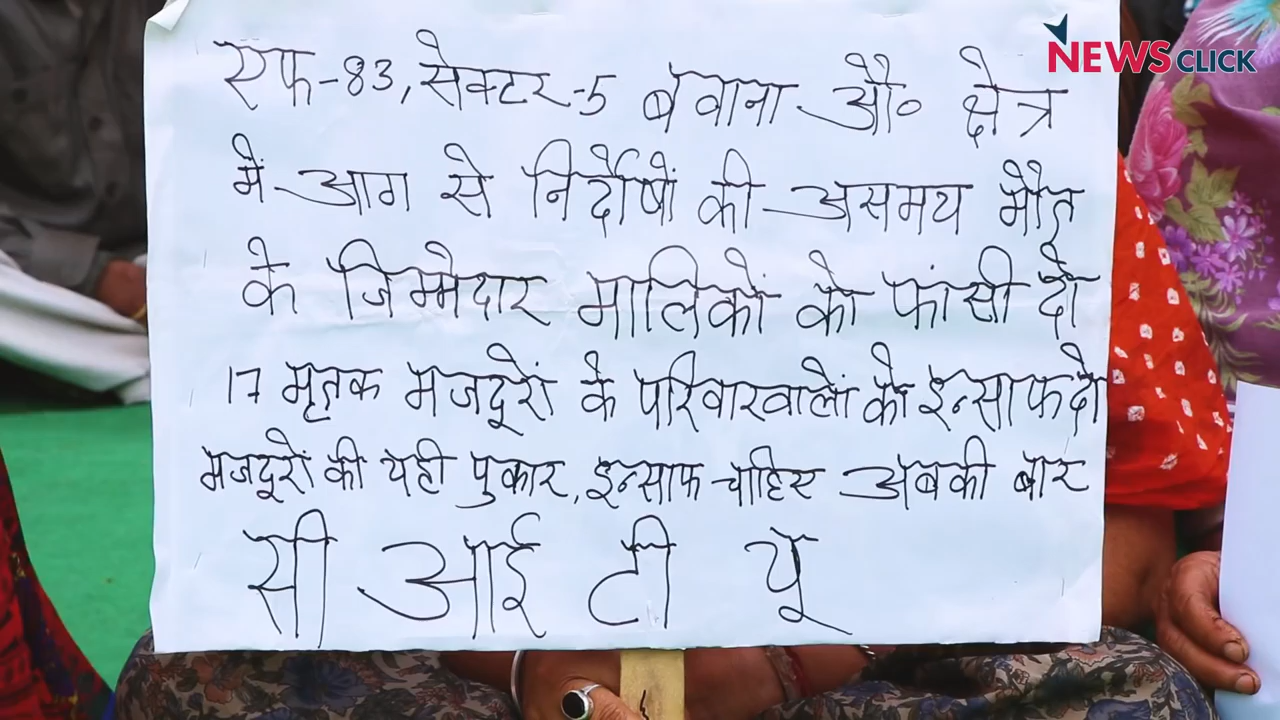 NEWSCLICK
एफ-83, सेक्टर-5 बवाना औ॰ क्षेत्र
में आग से निर्दोषों की असमय मौत
के जिम्मेदार मालिकों को फांसी दो
17 मृतक मजदूरों के परिवारवालों को इन्साफ दो
मजदूरों की यही पुकार, इन्साफ चाहिए अबकी बार
सी आई टी यू